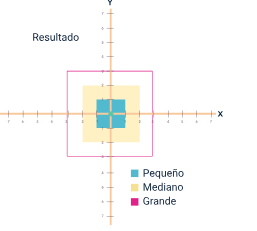 Y
Resultado
X
Pequeño
Mediano
Grande